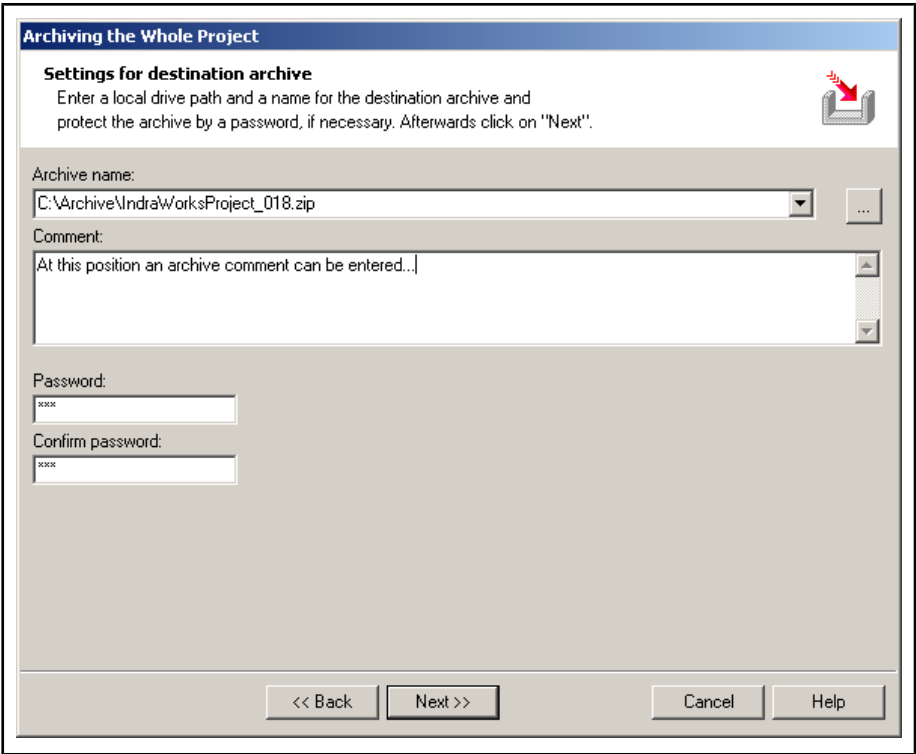 Archiving the Whole Project
Settings for destination archive
Enter a local drive path and a name for the destination archive and
protect the archive by a password, if necessary. Afterwards click on "Next".
Archive name:
C:\Archive\IndraWorksProject_018.zip
...
Comment:
At this position an archive comment can be entered...
Password:
***
Confirm password:
***
<< Back Next >> Cancel Help